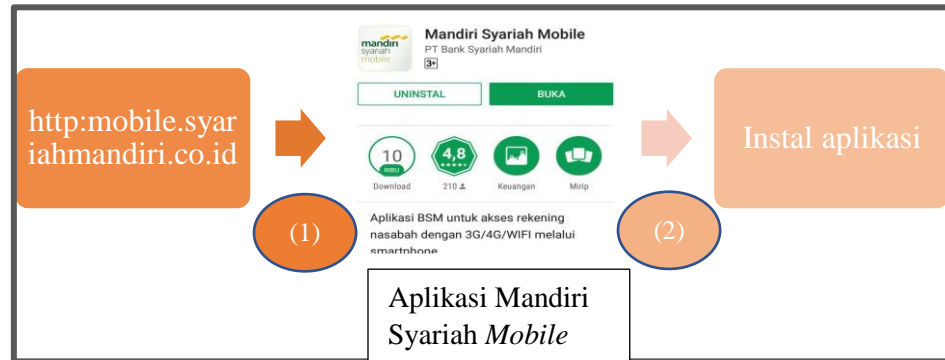 http:mobile.syar
iahmandiri.co.id
(1)
mandiri
syariah
mobile
Mandiri Syariah Mobile
PT Bank Syariah Mandiri
3+
UNINSTAL
BUKA
10
RIBU
Download
4,8
210
Keuangan
Mirip
Aplikasi BSM untuk akses rekening
nasabah dengan 3G/4G/WIFI melalui
smartphone
Aplikasi Mandiri
Syariah Mobile
(2)
Instal aplikasi